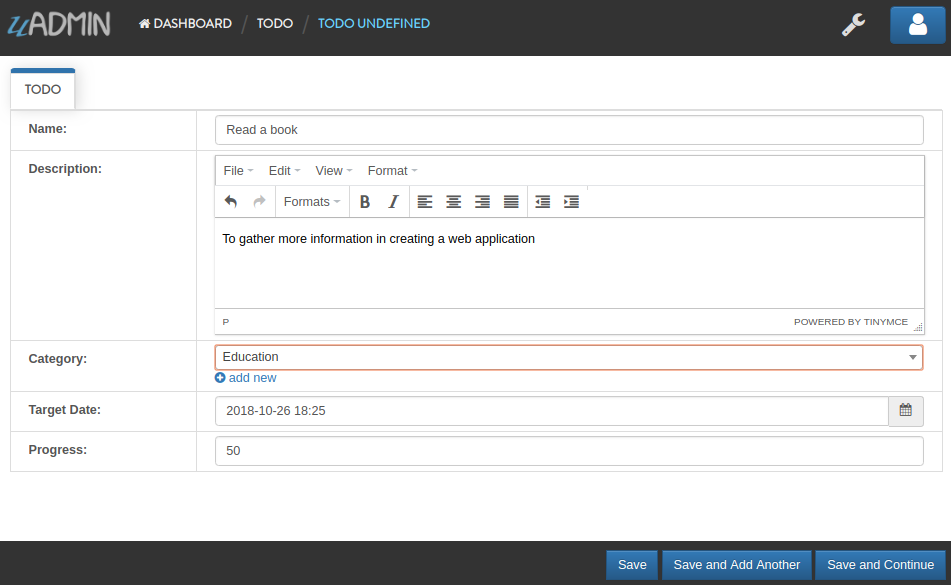 uADMIN DASHBOARD / TODO / TODO UNDEFINED
TODO
Name: Read a book
Description:
File Edit View Format
Formats B I
To gather more information in creating a web application
P POWERED BY TINYMCE
Category: Education
add new
Target Date: 2018-10-26 18:25
Progress: 50
Save Save and Add Another Save and Continue